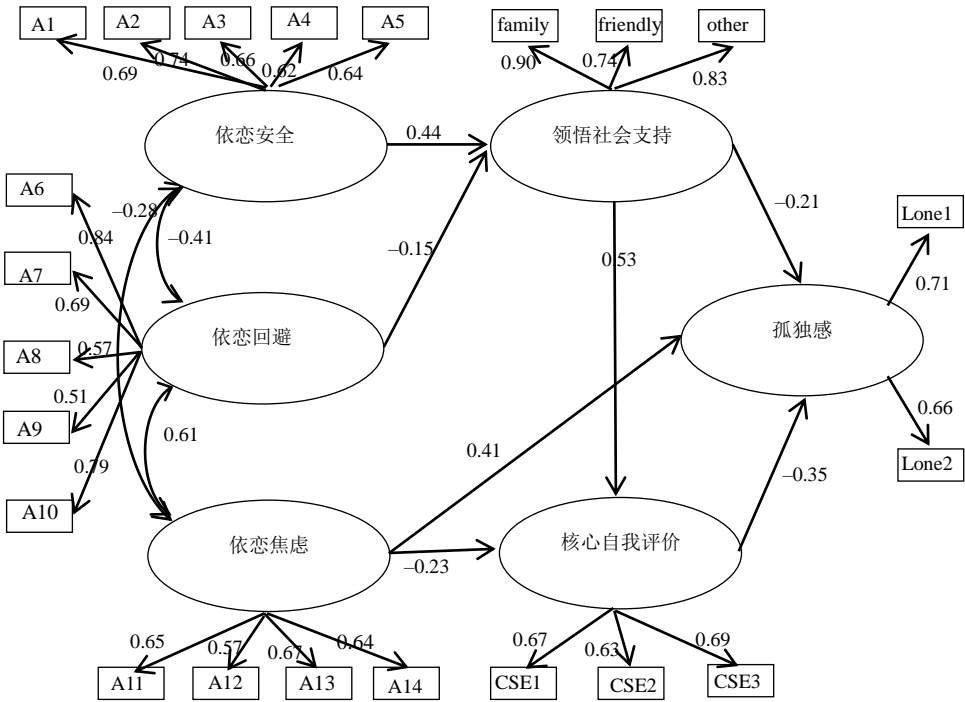 A1
A2
A3
A4
A5
family
friendly
other
0.69
0.74
0.66
0.62
0.64
0.90
0.74
0.83
依恋安全
0.44
领悟社会支持
A6
–0.28
–0.41
–0.21
Lone1
0.84
–0.15
0.53
A7
0.71
0.69
依恋回避
孤独感
A8
0.57
0.51
0.66
A9
0.61
0.41
0.79
–0.35
Lone2
A10
依恋焦虑
核心自我评价
–0.23
0.65
0.57
0.67
0.64
0.67
0.63
0.69
A11
A12
A13
A14
CSE1
CSE2
CSE3